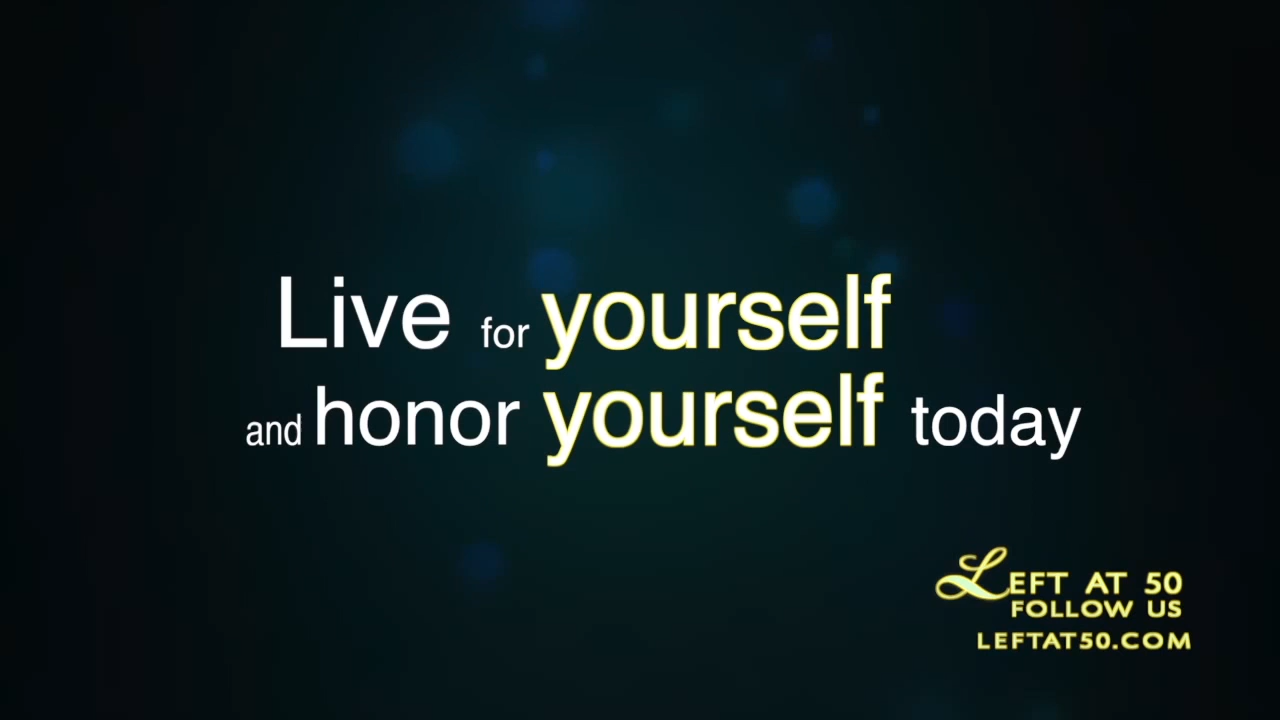 Live for yourself
and honor yourself today
LEFT AT 50
FOLLOW US
LEFTAT50.COM